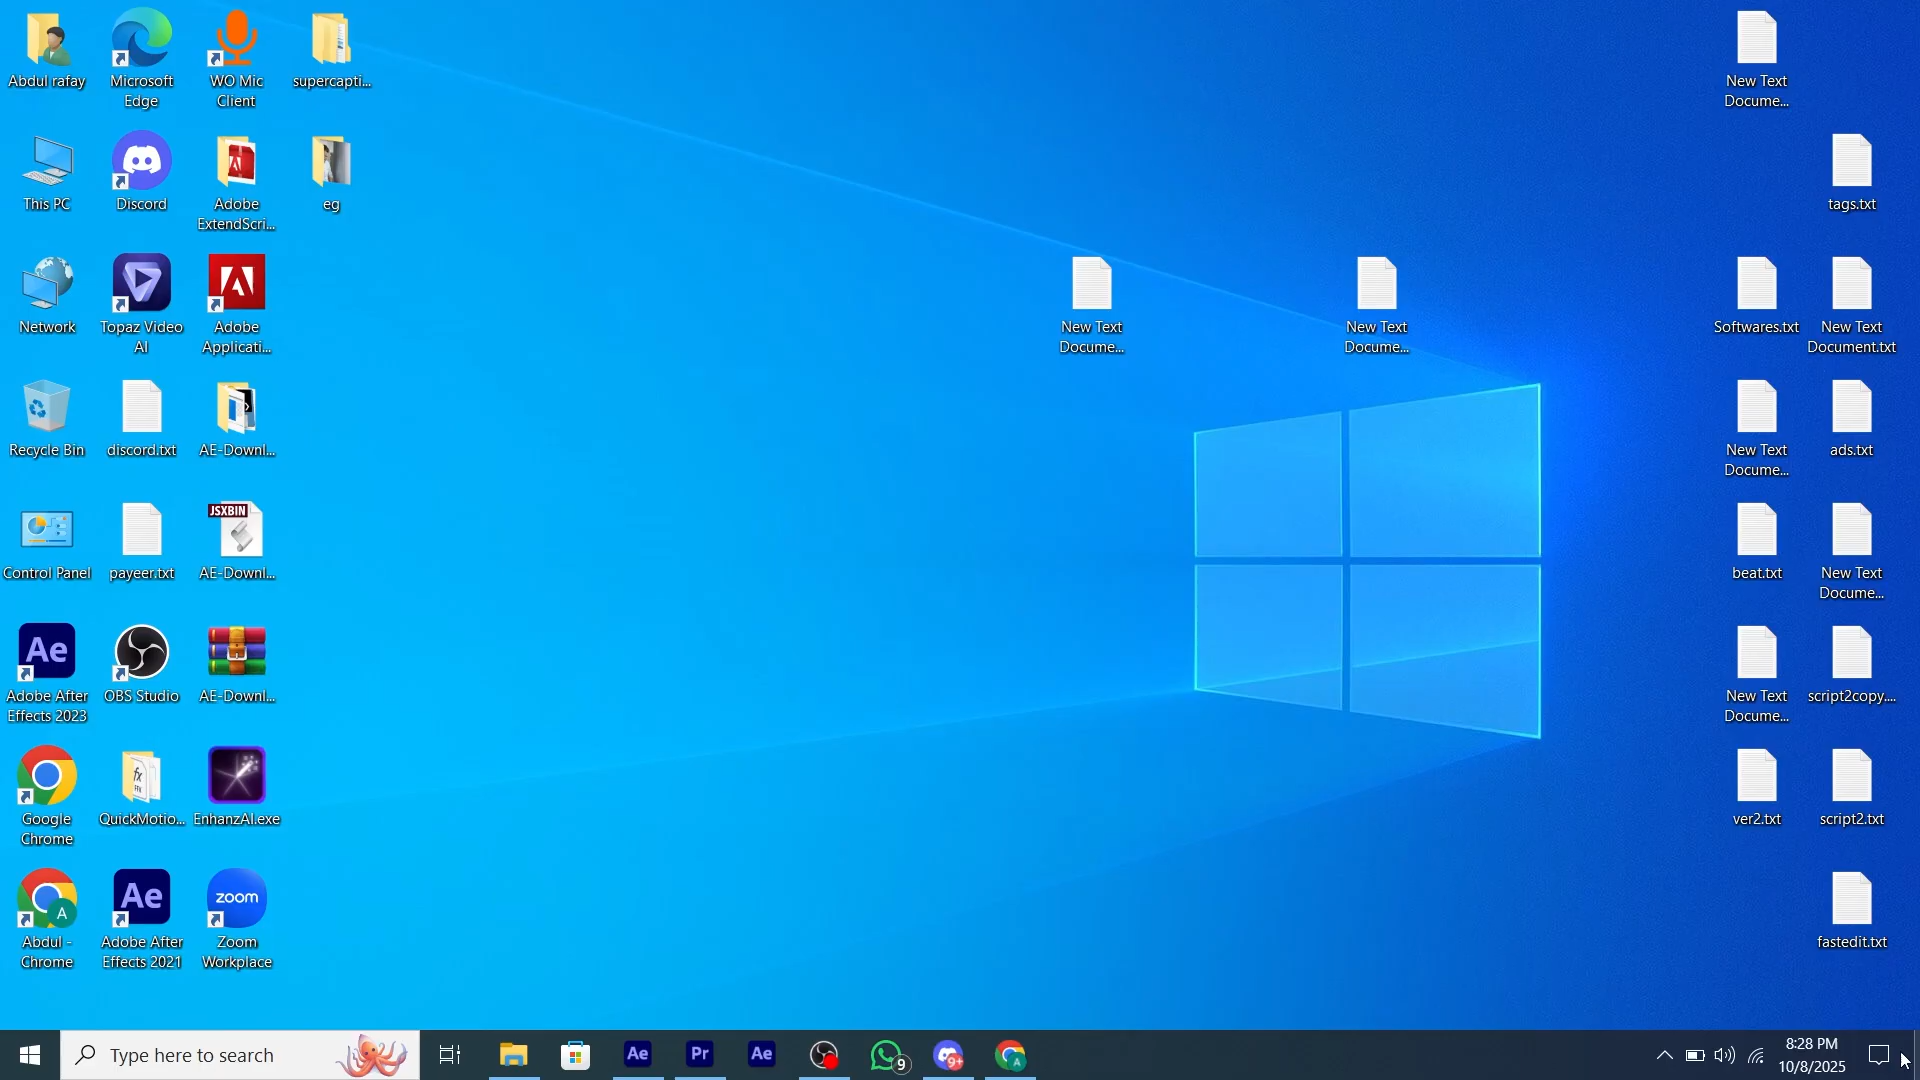 Abdul rafay
Microsoft
Edge
WO Mic
Client
supercapti...
New Text
Docume...
This PC
Discord
Adobe
ExtendScri...
eg
tags.txt
Network
Topaz Video
AI
Adobe
Applicati...
New Text
Docume...
New Text
Docume...
Softwares.txt
New Text
Document.txt
Recycle Bin
discord.txt
AE-Downl...
New Text
Docume...
ads.txt
JSXBIN
Control Panel
payeer.txt
AE-Downl...
beat.txt
New Text
Docume...
Ae
Adobe After
Effects 2023
OBS Studio
AE-Downl...
New Text
Docume...
script2copy....
fx
FFX
Google
Chrome
QuickMotio...
EnhanzAI.exe
ver2.txt
script2.txt
A
Ae
zoom
Abdul -
Chrome
Adobe After
Effects 2021
Zoom
Workplace
fastedit.txt
Type here to search
Ae
Pr
Ae
9
9+
A
8:28 PM
10/8/2025